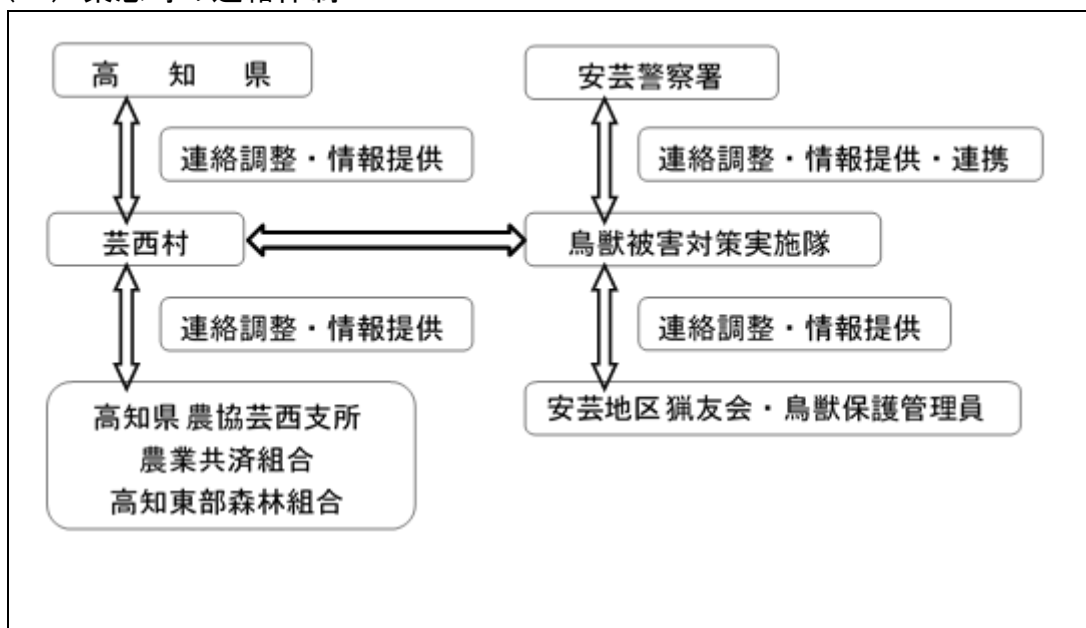 高知県
安芸警察署
連絡調整・情報提供
連絡調整・情報提供・連携
芸西村
鳥獣被害対策実施隊
連絡調整・情報提供
連絡調整・情報提供
高知県農協芸西支所
農業共済組合
高知東部森林組合
安芸地区猟友会・鳥獣保護管理員